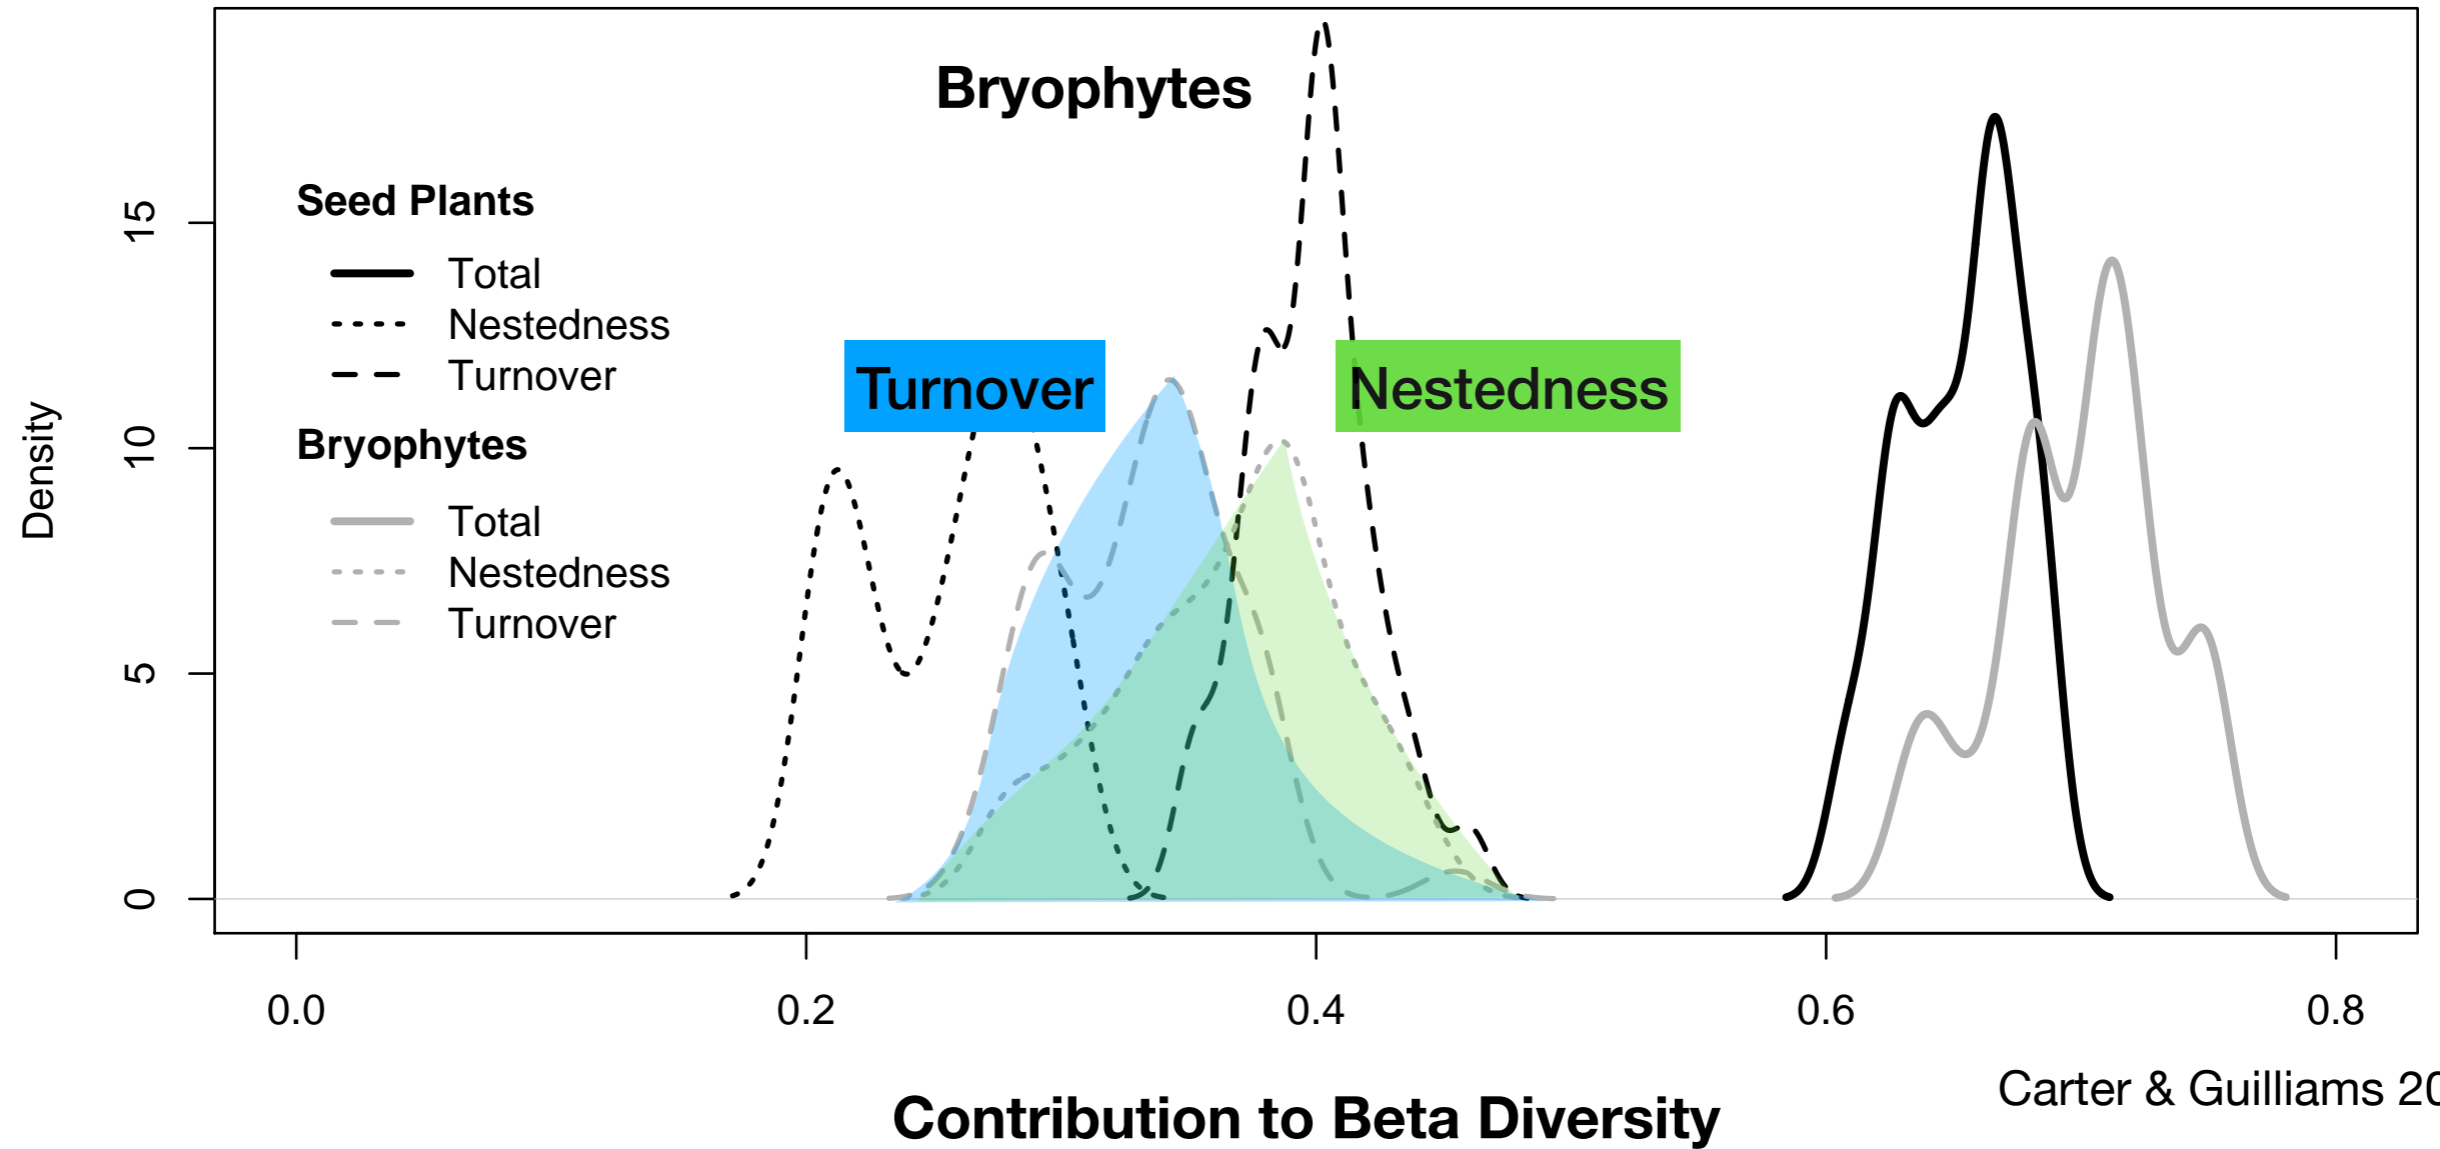 Bryophytes
Seed Plants
Total
Nestedness
Turnover
Bryophytes
Total
Nestedness
Turnover
Turnover
Nestedness
Density
15
10
5
0
0.0 0.2 0.4 0.6 0.8
Carter & Guilliams 20
Contribution to Beta Diversity